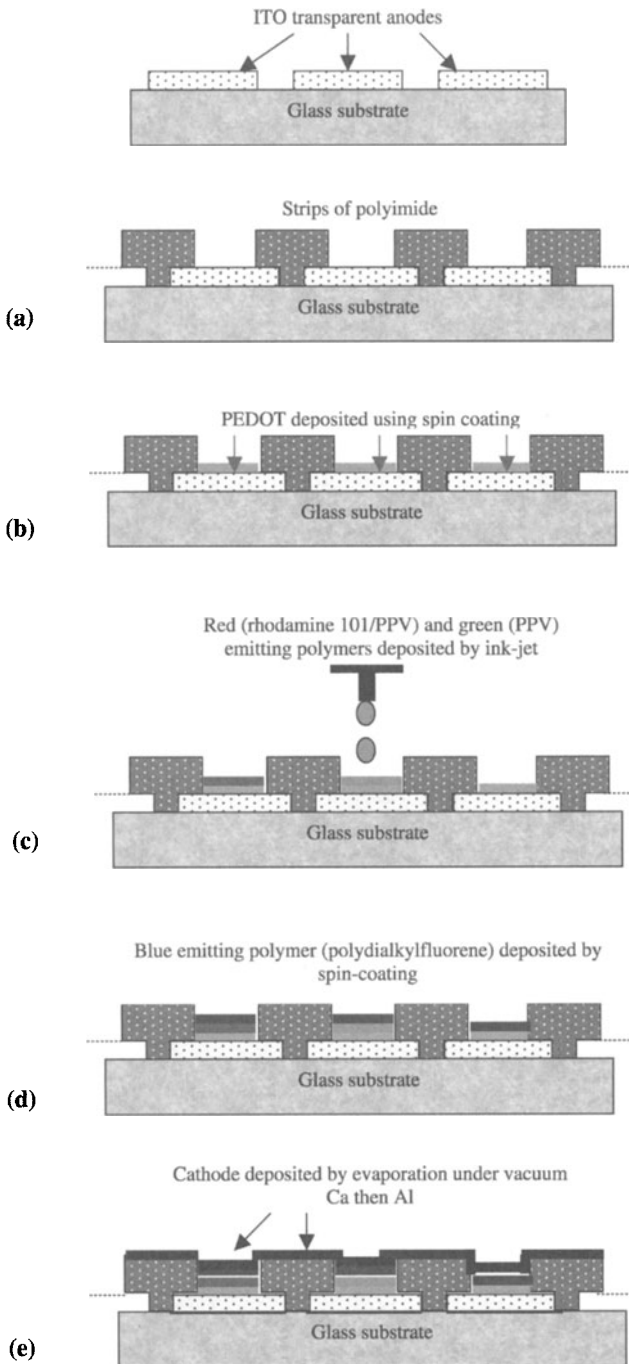 ITO transparent anodes
Glass substrate
Strips of polyimide
Glass substrate
(a)
PEDOT deposited using spin coating
Glass substrate
(b)
Red (rhodamine 101/PPV) and green (PPV)
emitting polymers deposited by ink-jet
Glass substrate
(c)
Blue emitting polymer (polydialkylfluorene) deposited by
spin-coating
Glass substrate
(d)
Cathode deposited by evaporation under vacuum
Ca then Al
Glass substrate
(e)